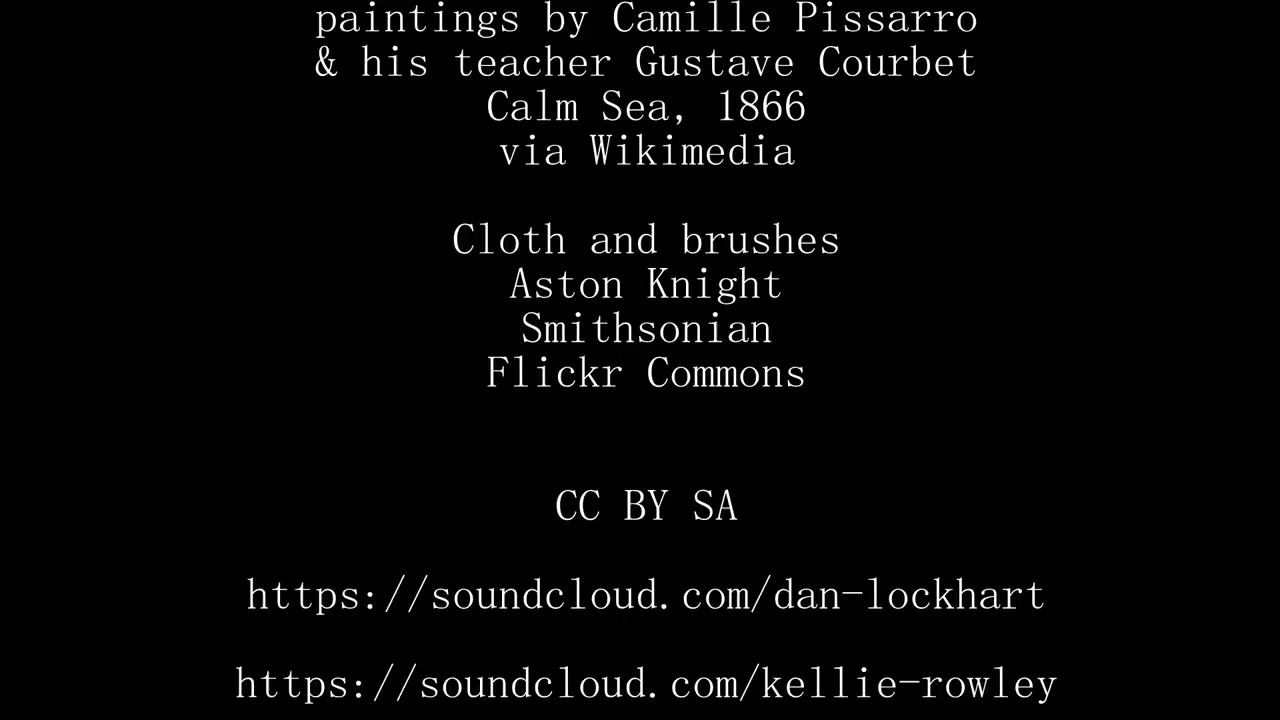 paintings by Camille Pissarro
& his teacher Gustave Courbet
Calm Sea, 1866
via Wikimedia
Cloth and brushes
Aston Knight
Smithsonian
Flickr Commons
CC BY SA
https://soundcloud.com/dan-lockhart
https://soundcloud.com/kellie-rowley